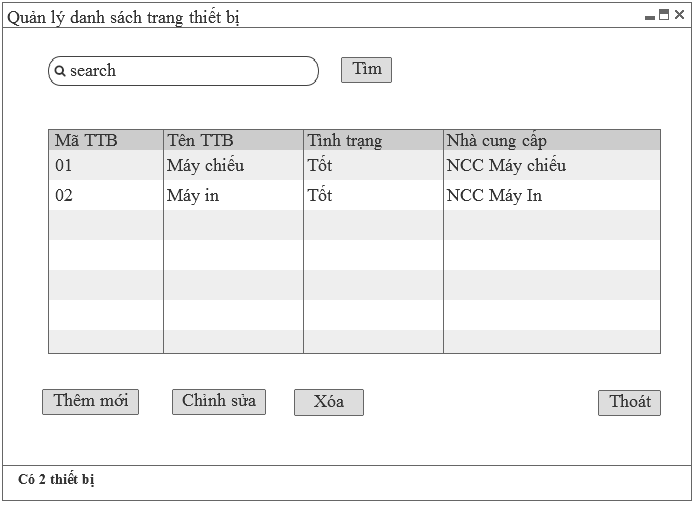 Quản lý danh sách trang thiết bị
search Tìm
Mã TTB Tên TTB Tình trạng Nhà cung cấp
01 Máy chiếu Tốt NCC Máy chiếu
02 Máy in Tốt NCC Máy In
Thêm mới Chỉnh sửa Xóa Thoát
Có 2 thiết bị